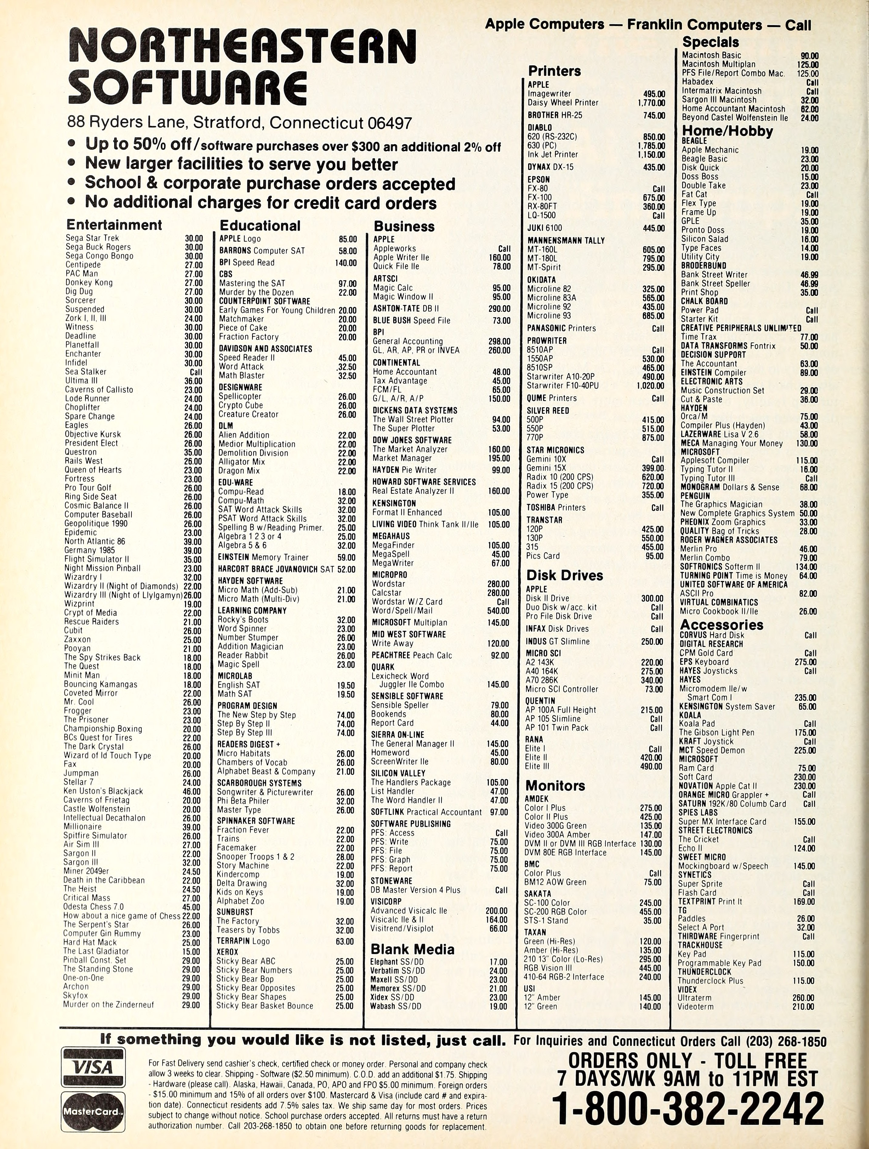 Apple Computers — Franklin Computers — Call
NORTHEASTERN
SOFTWARE
88 Ryders Lane, Stratford, Connecticut 06497
• Up to 50% off/software purchases over $300 an additional 2% off
• New larger facilities to serve you better
• School & corporate purchase orders accepted
• No additional charges for credit card orders
Entertainment
Sega Star Trek 30.00
Sega Buck Rogers 30.00
Sega Congo Bongo 30.00
Centipede 27.00
PAC Man 27.00
Donkey Kong 27.00
Dig Dug 27.00
Sorcerer 30.00
Suspended 30.00
Zork I, II, III 24.00
Witness 30.00
Deadline 30.00
Planetfall 30.00
Enchanter 30.00
Infidel 30.00
Sea Stalker Call
Ultima III 36.00
Caverns of Callisto 23.00
Lode Runner 24.00
Choplifter 24.00
Spare Change 24.00
Eagles 26.00
Objective Kursk 26.00
President Elect 26.00
Questron 35.00
Rails West 26.00
Queen of Hearts 23.00
Fortress 23.00
Pro Tour Golf 26.00
Ring Side Seat 26.00
Cosmic Balance II 26.00
Computer Baseball 26.00
Geopolitique 1990 26.00
Epidemic 23.00
North Atlantic 86 39.00
Germany 1985 39.00
Flight Simulator II 35.00
Night Mission Pinball 23.00
Wizardry I 32.00
Wizardry II (Night of Diamonds) 22.00
Wizardry III (Night of Llylgamyn) 26.00
Wizprint 19.00
Crypt of Media 22.00
Rescue Raiders 21.00
Cubit 26.00
Zaxxon 25.00
Pooyan 21.00
The Spy Strikes Back 18.00
The Quest 18.00
Minit Man 18.00
Bouncing Kamangas 18.00
Coveted Mirror 22.00
Mr. Cool 26.00
Frogger 23.00
The Prisoner 23.00
Championship Boxing 20.00
BCs Quest for Tires 22.00
The Dark Crystal 26.00
Wizard of Id Touch Type 20.00
Fax 20.00
Jumpman 26.00
Stellar 7 24.00
Ken Uston's Blackjack 46.00
Caverns of Frietag 20.00
Castle Wolfenstein 20.00
Intellectual Decathalon 26.00
Millionaire 39.00
Spitfire Simulator 26.00
Air Sim III 27.00
Sargon II 22.00
Sargon III 32.00
Miner 2049er 24.50
Death in the Caribbean 22.00
The Heist 24.50
Critical Mass 27.00
Odesta Chess 7.0 45.00
How about a nice game of Chess 22.00
The Serpent's Star 26.00
Computer Gin Rummy 23.00
Hard Hat Mack 25.00
The Last Gladiator 15.00
Pinball Const. Set 29.00
The Standing Stone 29.00
One-on-One 29.00
Archon 29.00
Skyfox 29.00
Murder on the Zinderneuf 29.00
Educational
APPLE Logo 85.00
BARRONS Computer SAT 58.00
BPI Speed Read 140.00
CBS
Mastering the SAT 97.00
Murder by the Dozen 22.00
COUNTERPOINT SOFTWARE
Early Games For Young Children 20.00
Matchmaker 20.00
Piece of Cake 20.00
Fraction Factory 20.00
DAVIDSON AND ASSOCIATES
Speed Reader II 45.00
Word Attack 32.50
Math Blaster 32.50
DESIGNWARE
Spellicopter 26.00
Crypto Cube 26.00
Creature Creator 26.00
DLM
Alien Addition 22.00
Medior Multiplication 22.00
Demolition Division 22.00
Alligator Mix 22.00
Dragon Mix 22.00
EDU-WARE
Compu-Read 18.00
Compu-Math 32.00
SAT Word Attack Skills 32.00
PSAT Word Attack Skills 32.00
Spelling B w/Reading Primer 25.00
Algebra 1 2 3 or 4 25.00
Algebra 5 & 6 32.00
EINSTEIN Memory Trainer 59.00
HARCORT BRACE JOVANOVICH SAT 52.00
HAYDEN SOFTWARE
Micro Math (Add-Sub) 21.00
Micro Math (Multi-Div) 21.00
LEARNING COMPANY
Rocky's Boots 32.00
Word Spinner 23.00
Number Stumper 26.00
Addition Magician 23.00
Reader Rabbit 26.00
Magic Spell 23.00
MICROLAB
English SAT 19.50
Math SAT 19.50
PROGRAM DESIGN
The New Step by Step 74.00
Step By Step II 74.00
Step By Step III 74.00
READERS DIGEST +
Micro Habitats 26.00
Chambers of Vocab 26.00
Alphabet Beast & Company 21.00
SCARBOROUGH SYSTEMS
Songwriter & Picturewriter 26.00
Phi Beta Philer 32.00
Master Type 26.00
SPINNAKER SOFTWARE
Fraction Fever 22.00
Trains 22.00
Facemaker 22.00
Snooper Troops 1 & 2 28.00
Story Machine 22.00
Kindercomp 19.00
Delta Drawing 32.00
Kids on Keys 19.00
Alphabet Zoo 19.00
SUNBURST
The Factory 32.00
Teasers by Tobbs 32.00
TERRAPIN Logo 63.00
XEROX
Sticky Bear ABC 25.00
Sticky Bear Numbers 25.00
Sticky Bear Bop 25.00
Sticky Bear Opposites 25.00
Sticky Bear Shapes 25.00
Sticky Bear Basket Bounce 25.00
Business
APPLE
Appleworks Call
Apple Writer IIe 160.00
Quick File IIe 78.00
ARTSCI
Magic Calc 95.00
Magic Window II 95.00
ASHTON-TATE DB II 290.00
BLUE BUSH Speed File 73.00
BPI
General Accounting 298.00
GL, AR, AP, PR or INVEA 260.00
CONTINENTAL
Home Accountant 48.00
Tax Advantage 45.00
FCM/FL 65.00
G/L, A/R, A/P 150.00
DICKENS DATA SYSTEMS
The Wall Street Plotter 94.00
The Super Plotter 53.00
DOW JONES SOFTWARE
The Market Analyzer 160.00
Market Manager 195.00
HAYDEN Pie Writer 99.00
HOWARD SOFTWARE SERVICES
Real Estate Analyzer II 160.00
KENSINGTON
Format II Enhanced 105.00
LIVING VIDEO Think Tank II/IIe 105.00
MEGAHAUS
MegaFinder 105.00
MegaSpell 45.00
MegaWriter 67.00
MICROPRO
Wordstar 280.00
Calcstar 280.00
Wordstar W/Z Card Call
Word/Spell/Mail 540.00
MICROSOFT Multiplan 145.00
MID WEST SOFTWARE
Write Away 120.00
PEACHTREE Peach Calc 92.00
QUARK
Lexicheck Word
Juggler IIe Combo 145.00
SENSIBLE SOFTWARE
Sensible Speller 79.00
Bookends 80.00
Report Card 44.00
SIERRA ON-LINE
The General Manager II 145.00
Homeword 45.00
ScreenWriter IIe 80.00
SILICON VALLEY
The Handlers Package 105.00
List Handler 47.00
The Word Handler II 47.00
SOFTLINK Practical Accountant 97.00
SOFTWARE PUBLISHING
PFS: Access Call
PFS: Write 75.00
PFS: File 75.00
PFS: Graph 75.00
PFS: Report 75.00
STONEWARE
DB Master Version 4 Plus Call
VISICORP
Advanced Visicalc IIe 200.00
Visicalc IIe & II 164.00
Visitrend/Visiplot 66.00
Blank Media
Elephant SS/DD 17.00
Verbatim SS/DD 24.00
Maxell SS/DD 23.00
Memorex SS/DD 21.00
Xidex SS/DD 23.00
Wabash SS/DD 19.00
Printers
APPLE
Imagewriter 495.00
Daisy Wheel Printer 1,770.00
BROTHER HR-25 745.00
DIABLO
620 (RS-232C) 850.00
630 (PC) 1,785.00
Ink Jet Printer 1,150.00
DYNAX DX-15 435.00
EPSON
FX-80 Call
FX-100 675.00
RX-80FT 360.00
LQ-1500 Call
JUKI 6100 445.00
MANNENSMANN TALLY
MT-160L 605.00
MT-180L 795.00
MT-Spirit 295.00
OKIDATA
Microline 82 325.00
Microline 83A 565.00
Microline 92 435.00
Microline 93 685.00
PANASONIC Printers Call
PROWRITER
8510AP Call
1550AP 530.00
8510SP 465.00
Starwriter A10-20P 490.00
Starwriter F10-40PU 1,020.00
QUME Printers Call
SILVER REED
500P 415.00
550P 515.00
770P 875.00
STAR MICRONICS
Gemini 10X Call
Gemini 15X 399.00
Radix 10 (200 CPS) 620.00
Radix 15 (200 CPS) 720.00
Power Type 355.00
TOSHIBA Printers Call
TRANSTAR
120P 425.00
130P 550.00
315 455.00
Pics Card 95.00
Disk Drives
APPLE
Disk II Drive 300.00
Duo Disk w/acc. kit Call
Pro File Disk Drive Call
INFAX Disk Drives Call
INDUS GT Slimline 250.00
MICRO SCI
A2 143K 220.00
A40 164K 275.00
A70 286K 340.00
Micro SCI Controller 73.00
QUENTIN
AP 100A Full Height 215.00
AP 105 Slimline Call
AP 101 Twin Pack Call
RANA
Elite I Call
Elite II 420.00
Elite III 490.00
Monitors
AMDEK
Color I Plus 275.00
Color II Plus 425.00
Video 300G Green 135.00
Video 300A Amber 147.00
DVM II or DVM III RGB Interface 130.00
DVM 80E RGB Interface 145.00
BMC
Color Plus Call
BM12 AOW Green 75.00
SAKATA
SC-100 Color 245.00
SC-200 RGB Color 455.00
STS-1 Stand 35.00
TAXAN
Green (Hi-Res) 120.00
Amber (Hi-Res) 135.00
210 13" Color (Lo-Res) 295.00
RGB Vision III 445.00
410-64 RGB-2 Interface 240.00
USI
12" Amber 145.00
12" Green 140.00
Specials
Macintosh Basic 90.00
Macintosh Multiplan 125.00
PFS File/Report Combo Mac. 125.00
Habadex Call
Intermatrix Macintosh Call
Sargon III Macintosh 32.00
Home Accountant Macintosh 62.00
Beyond Castel Wolfenstein IIe 24.00
Home/Hobby
BEAGLE
Apple Mechanic 19.00
Beagle Basic 23.00
Disk Quick 20.00
Doss Boss 15.00
Double Take 23.00
Fat Cat Call
Flex Type 19.00
Frame Up 19.00
GPLE 35.00
Pronto Doss 19.00
Silicon Salad 16.00
Type Faces 14.00
Utility City 19.00
BRODERBUND
Bank Street Writer 46.99
Bank Street Speller 46.99
Print Shop 35.00
CHALK BOARD
Power Pad Call
Starter Kit Call
CREATIVE PERIPHERALS UNLIMITED
Time Trax 77.00
DATA TRANSFORMS Fontrix 50.00
DECISION SUPPORT
The Accountant 63.00
EINSTEIN Compiler 89.00
ELECTRONIC ARTS
Music Construction Set 29.00
Cut & Paste 36.00
HAYDEN
Orca/M 75.00
Compiler Plus (Hayden) 43.00
LAZERWARE Lisa V 2.6 58.00
MECA Managing Your Money 130.00
MICROSOFT
Applesoft Compiler 115.00
Typing Tutor II 16.00
Typing Tutor III Call
MONOGRAM Dollars & Sense 68.00
PENGUIN
The Graphics Magician 38.00
New Complete Graphics System 50.00
PHEONIX Zoom Graphics 33.00
QUALITY Bag of Tricks 28.00
ROGER WAGNER ASSOCIATES
Merlin Pro 46.00
Merlin Combo 79.00
SOFTRONICS Softerm II 134.00
TURNING POINT Time is Money 64.00
UNITED SOFTWARE OF AMERICA
ASCII Pro 82.00
VIRTUAL COMBINATICS
Micro Cookbook II/IIe 26.00
Accessories
CORVUS Hard Disk Call
DIGITAL RESEARCH
CPM Gold Card Call
EPS Keyboard 275.00
HAYES Joysticks Call
HAYES
Micromodem IIe/w
Smart Com I 235.00
KENSINGTON System Saver 65.00
KOALA
Koala Pad Call
The Gibson Light Pen 175.00
KRAFT Joystick Call
MCT Speed Demon 225.00
MICROSOFT
Ram Card 75.00
Soft Card 230.00
NOVATION Apple Cat II 230.00
ORANGE MICRO Grappler + Call
SATURN 192K/80 Columb Card Call
SPIES LABS
Super MX Interface Card 155.00
STREET ELECTRONICS
The Cricket Call
Echo II 124.00
SWEET MICRO
Mockingboard w/Speech 145.00
SYNETICS
Super Sprite Call
Flash Card Call
TEXTPRINT Print It 169.00
TG
Paddles 26.00
Select A Port 32.00
THIRDWARE Fingerprint Call
TRACKHOUSE
Key Pad 115.00
Programmable Key Pad 150.00
THUNDERCLOCK
Thunderclock Plus 115.00
VIDEX
Ultraterm 260.00
Videoterm 210.00
If something you would like is not listed, just call. For Inquiries and Connecticut Orders Call (203) 268-1850
VISA
MasterCard
For Fast Delivery send cashier's check, certified check or money order. Personal and company check
allow 3 weeks to clear. Shipping - Software ($2.50 minimum). C.O.D. add an additional $1.75. Shipping
- Hardware (please call). Alaska, Hawaii, Canada, PO, APO and FPO $5.00 minimum. Foreign orders
- $15.00 minimum and 15% of all orders over $100. Mastercard & Visa (include card # and expira-
tion date). Connecticut residents add 7.5% sales tax. We ship same day for most orders. Prices
subject to change without notice. School purchase orders accepted. All returns must have a return
authorization number. Call 203-268-1850 to obtain one before returning goods for replacement.
ORDERS ONLY - TOLL FREE
7 DAYS/WK 9AM to 11PM EST
1-800-382-2242